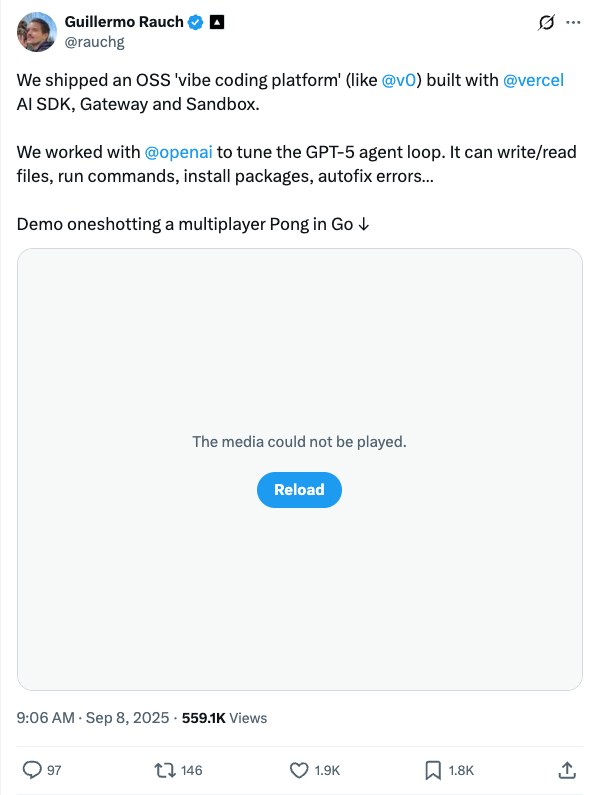 Guillermo Rauch
@rauchg
We shipped an OSS 'vibe coding platform' (like @v0) built with @vercel
AI SDK, Gateway and Sandbox.
We worked with @openai to tune the GPT-5 agent loop. It can write/read
files, run commands, install packages, autofix errors…
Demo oneshotting a multiplayer Pong in Go ↓
The media could not be played.
Reload
9:06 AM · Sep 8, 2025 · 559.1K Views
97 146 1.9K 1.8K